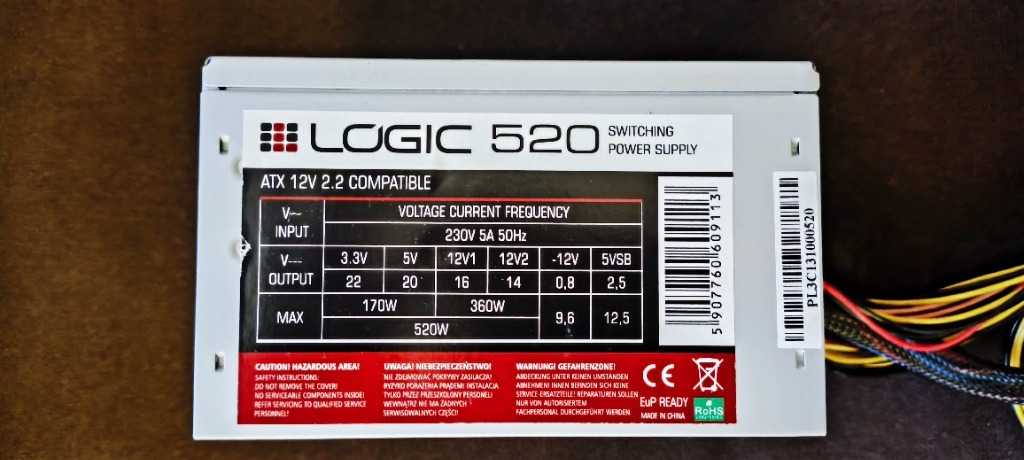 LOGIC 520
SWITCHING
POWER SUPPLY
ATX 12V 2.2 COMPATIBLE
V~ INPUT
VOLTAGE CURRENT FREQUENCY
230V 5A 50Hz
V--- OUTPUT
3.3V 5V 12V1 12V2 -12V 5VSB
22 20 16 14 0,8 2,5
MAX
170W 360W 9,6 12,5
520W
5 907760 609113
PL3C131000520
CAUTION! HAZARDOUS AREA!
SAFETY INSTRUCTIONS:
DO NOT REMOVE THE COVER!
NO SERVICEABLE COMPONENTS INSIDE!
REFER SERVICING TO QUALIFIED SERVICE
PERSONNEL!
UWAGA! NIEBEZPIECZEŃSTWO!
NIE ZDEJMOWAĆ POKRYWY ZASILACZA!
RYZYKO PORAŻENIA PRĄDEM! INSTALACJA
TYLKO PRZEZ PRZESZKOLONY PERSONEL!
WEWNĄTRZ NIE MA ŻADNYCH
SERWISOWALNYCH CZĘŚCI!
WARNUNG! GEFAHRENZONE!
ABDECKUNG UNTER KEINEN UMSTÄNDEN
ABNEHMEN! INNEN BEFINDEN SICH KEINE
SERVICE-ERSATZTEILE! REPARATUREN SOLLEN
NUR VON AUTORISIERTEM
FACHPERSONAL DURCHGEFÜHRT WERDEN.
CE
EuP READY
MADE IN CHINA
RoHS